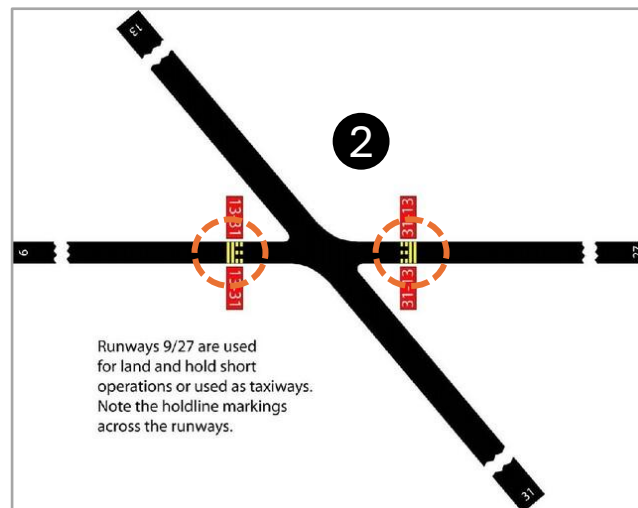 13
2
13-31
31-13
9
27
13-31
31-13
Runways 9/27 are used
for land and hold short
operations or used as taxiways.
Note the holdline markings
across the runways.
31